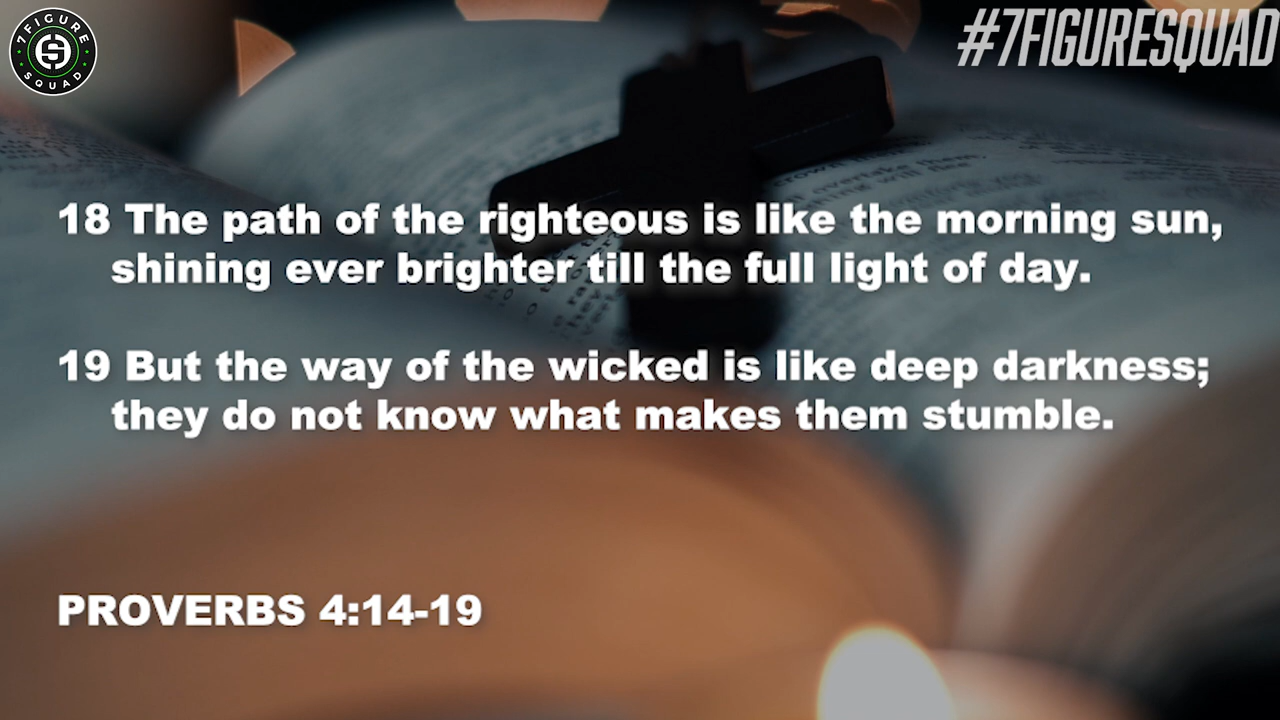 7FIGURE
SQUAD
#7FIGURESQUAD
18 The path of the righteous is like the morning sun,
shining ever brighter till the full light of day.
19 But the way of the wicked is like deep darkness;
they do not know what makes them stumble.
PROVERBS 4:14-19